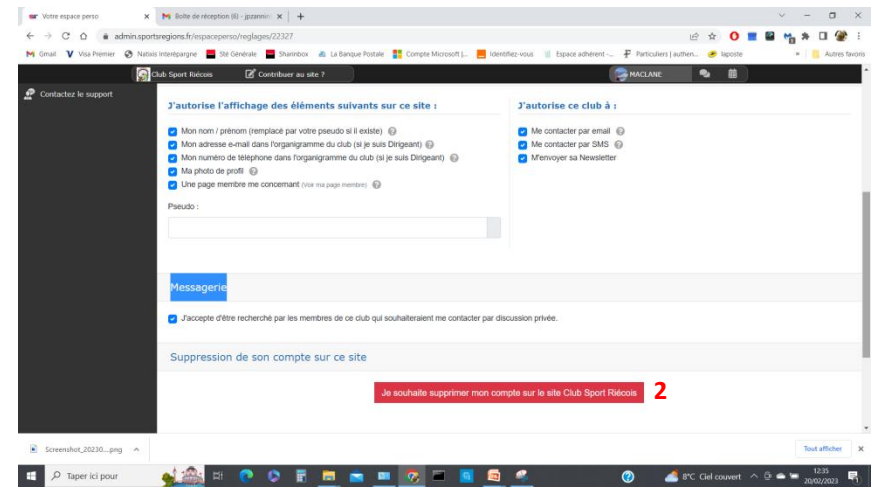 Votre espace perso
Boîte de réception (6) - jpzannini
admin.sportsregions.fr/espaceperso/reglages/22327
Gmail Visa Premier Natixis Interépargne Sté Générale Shareinbox La Banque Postale Compte Microsoft |... Identifiez-vous Espace adhérent -... Particuliers | authen... laposte » Autres favoris
Club Sport Riécois Contribuer au site ? MACLANE
Contactez le support
J'autorise l'affichage des éléments suivants sur ce site :
Mon nom / prénom (remplacé par votre pseudo si il existe)
Mon adresse e-mail dans l'organigramme du club (si je suis Dirigeant)
Mon numéro de téléphone dans l'organigramme du club (si je suis Dirigeant)
Ma photo de profil
Une page membre me concernant (Voir ma page membre)
Pseudo :
J'autorise ce club à :
Me contacter par email
Me contacter par SMS
M'envoyer sa Newsletter
Messagerie
J'accepte d'être recherché par les membres de ce club qui souhaiteraient me contacter par discussion privée.
Suppression de son compte sur ce site
Je souhaite supprimer mon compte sur le site Club Sport Riécois 2
Screenshot_20230....png
Tout afficher
Taper ici pour
8°C Ciel couvert
12:35
20/02/2023